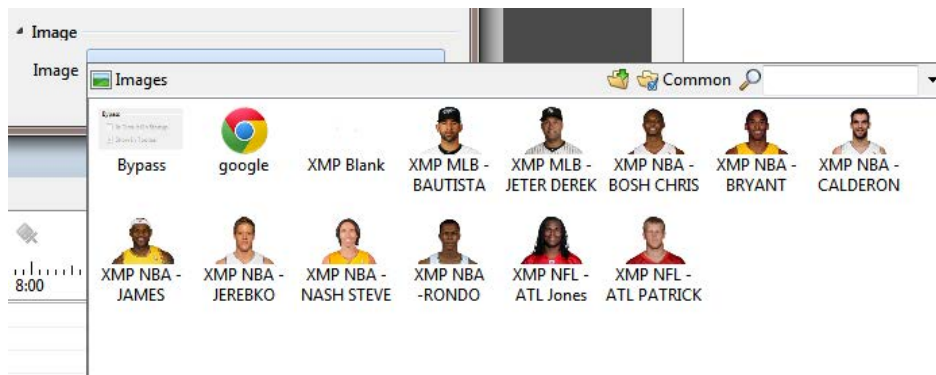 Image
Image
Images
Common
Bypass
google
XMP Blank
XMP MLB -
BAUTISTA
XMP MLB -
JETER DEREK
XMP NBA -
BOSH CHRIS
XMP NBA -
BRYANT
XMP NBA -
CALDERON
XMP NBA -
JAMES
XMP NBA -
JEREBKO
XMP NBA -
NASH STEVE
XMP NBA
-RONDO
XMP NFL -
ATL Jones
XMP NFL -
ATL PATRICK
8:00